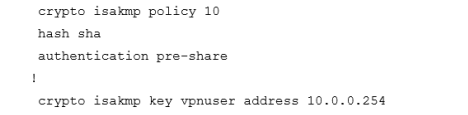 crypto isakmp policy 10
hash sha
authentication pre-share
!
crypto isakmp key vpnuser address 10.0.0.254